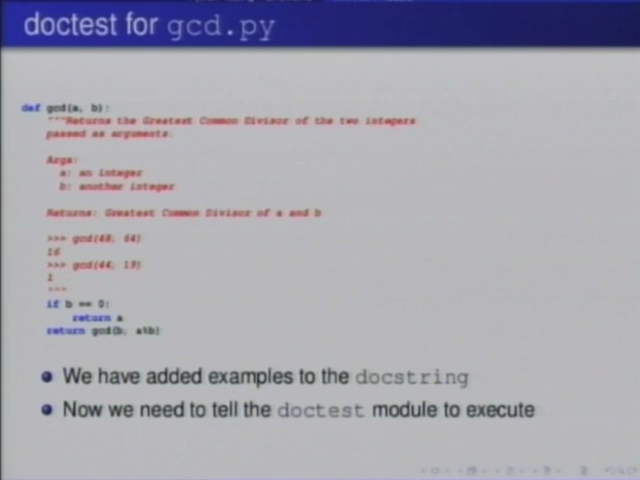 doctest for gcd.py
def gcd(a, b):
"""Returns the Greatest Common Divisor of the two integers
passed as arguments.
Args:
a: an integer
b: another integer
Returns: Greatest Common Divisor of a and b
>>> gcd(48, 64)
16
>>> gcd(44, 19)
1
"""
if b == 0:
return a
return gcd(b, a%b)
We have added examples to the docstring
Now we need to tell the doctest module to execute